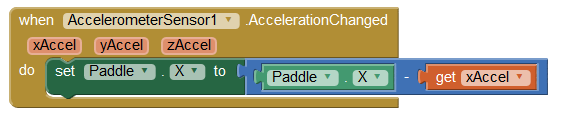 when AccelerometerSensor1 .AccelerationChanged
xAccel yAccel zAccel
do set Paddle . X to Paddle . X - get xAccel